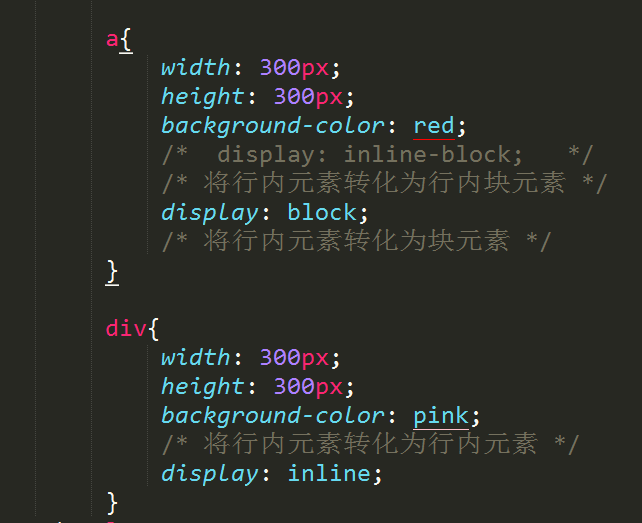 a{
width: 300px;
height: 300px;
background-color: red;
/*  display: inline-block;   */
/* 将行内元素转化为行内块元素 */
display: block;
/* 将行内元素转化为块元素 */
}
div{
width: 300px;
height: 300px;
background-color: pink;
/* 将行内元素转化为行内元素 */
display: inline;
}